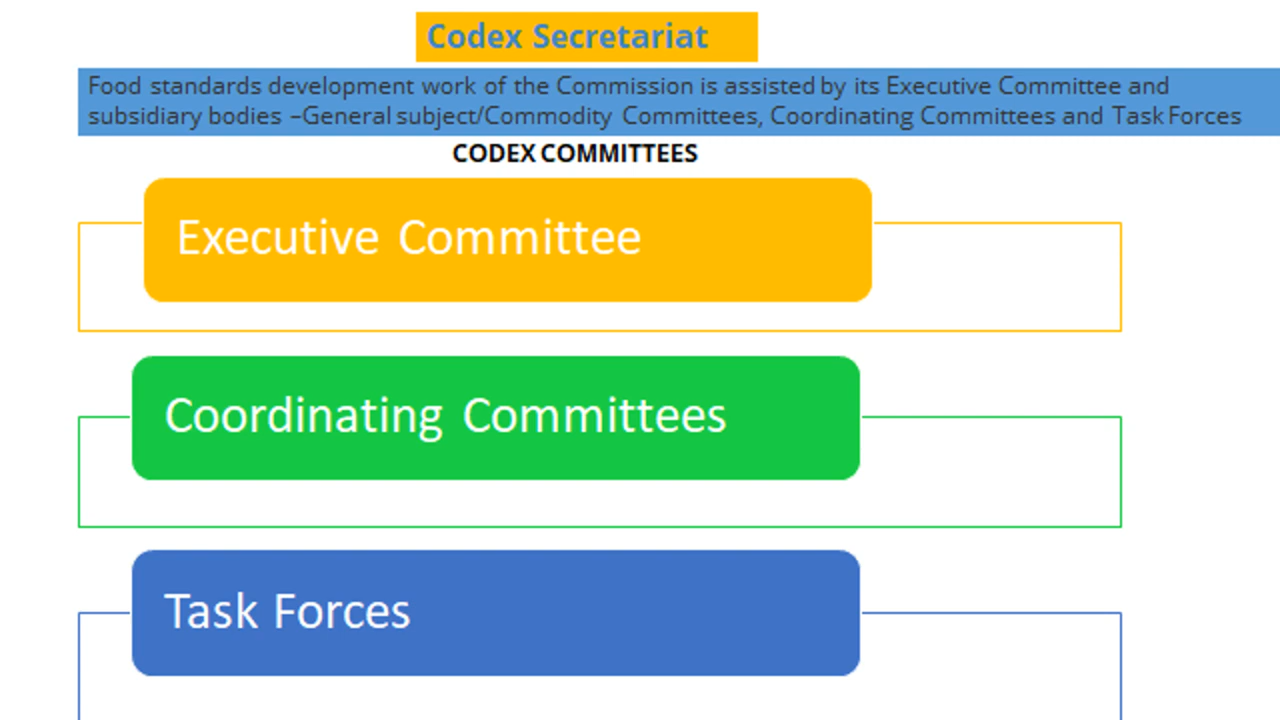 Codex Secretariat
Food standards development work of the Commission is assisted by its Executive Committee and
subsidiary bodies –General subject/Commodity Committees, Coordinating Committees and Task Forces
CODEX COMMITTEES
Executive Committee
Coordinating Committees
Task Forces